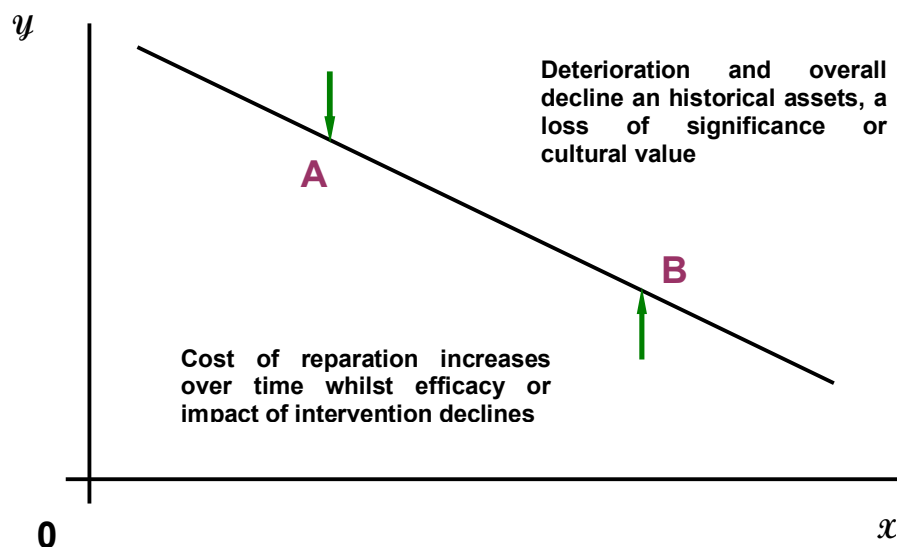 y
Deterioration and overall
decline an historical assets, a
loss of significance or
cultural value
A
B
Cost of reparation increases
over time whilst efficacy or
impact of intervention declines
0
x